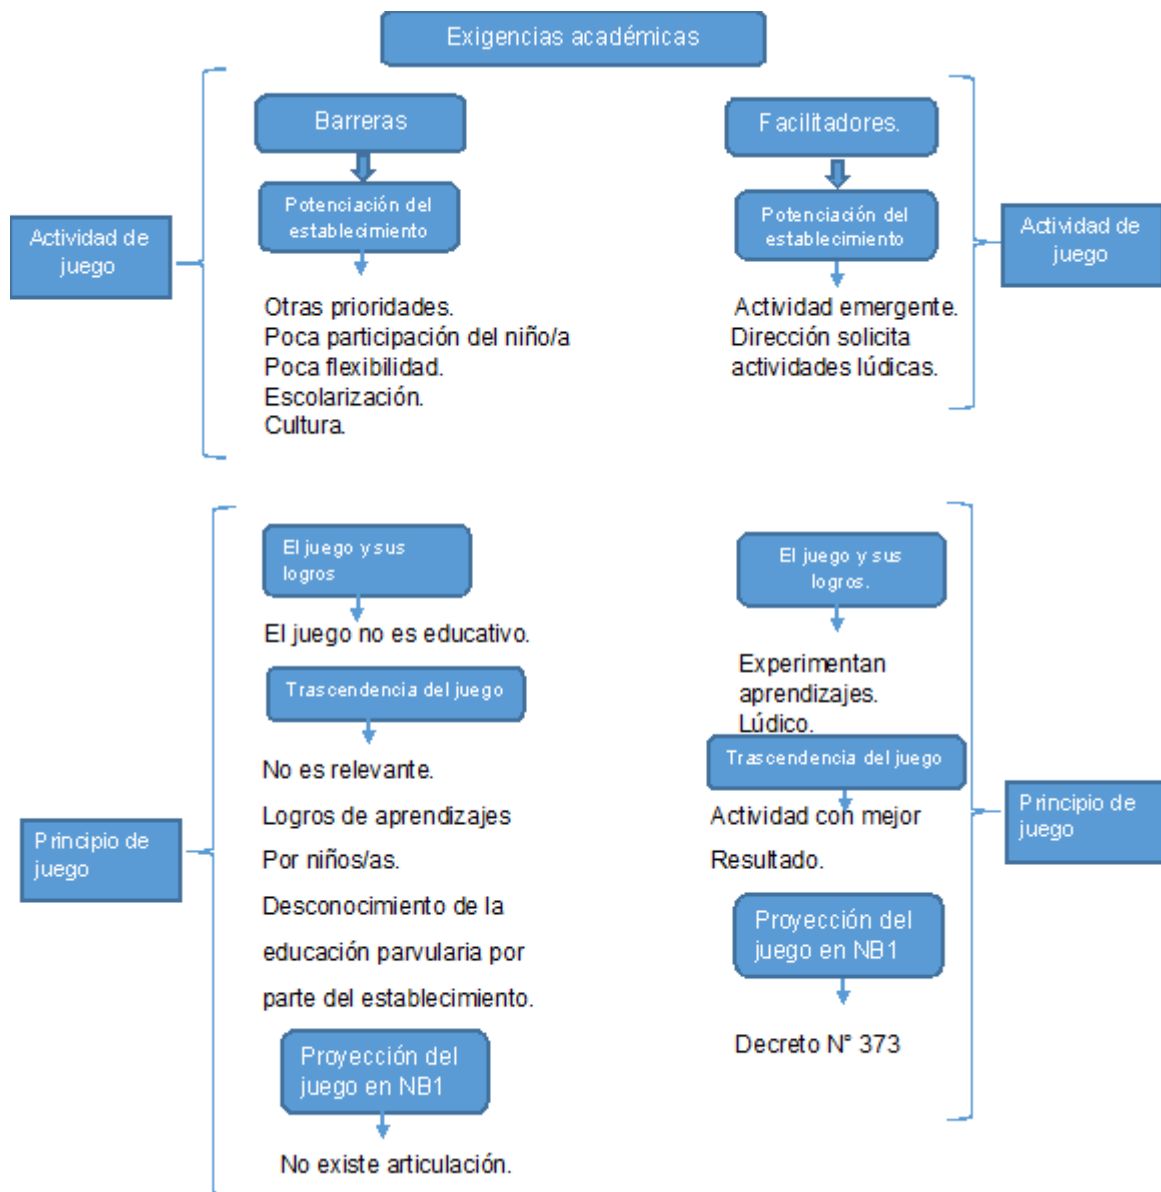 Exigencias académicas
Actividad de
juego
Barreras
Potenciación del
establecimiento
Otras prioridades.
Poca participación del niño/a
Poca flexibilidad.
Escolarización.
Cultura.
Facilitadores.
Potenciación del
establecimiento
Actividad emergente.
Dirección solicita
actividades lúdicas.
Actividad de
juego
Principio de
juego
El juego y sus
logros
El juego no es educativo.
Trascendencia del juego
No es relevante.
Logros de aprendizajes
Por niños/as.
Desconocimiento de la
educación parvularia por
parte del establecimiento.
Proyección del
juego en NB1
No existe articulación.
El juego y sus
logros.
Experimentan
aprendizajes.
Lúdico.
Trascendencia del juego
Actividad con mejor
Resultado.
Proyección del
juego en NB1
Decreto N° 373
Principio de
juego